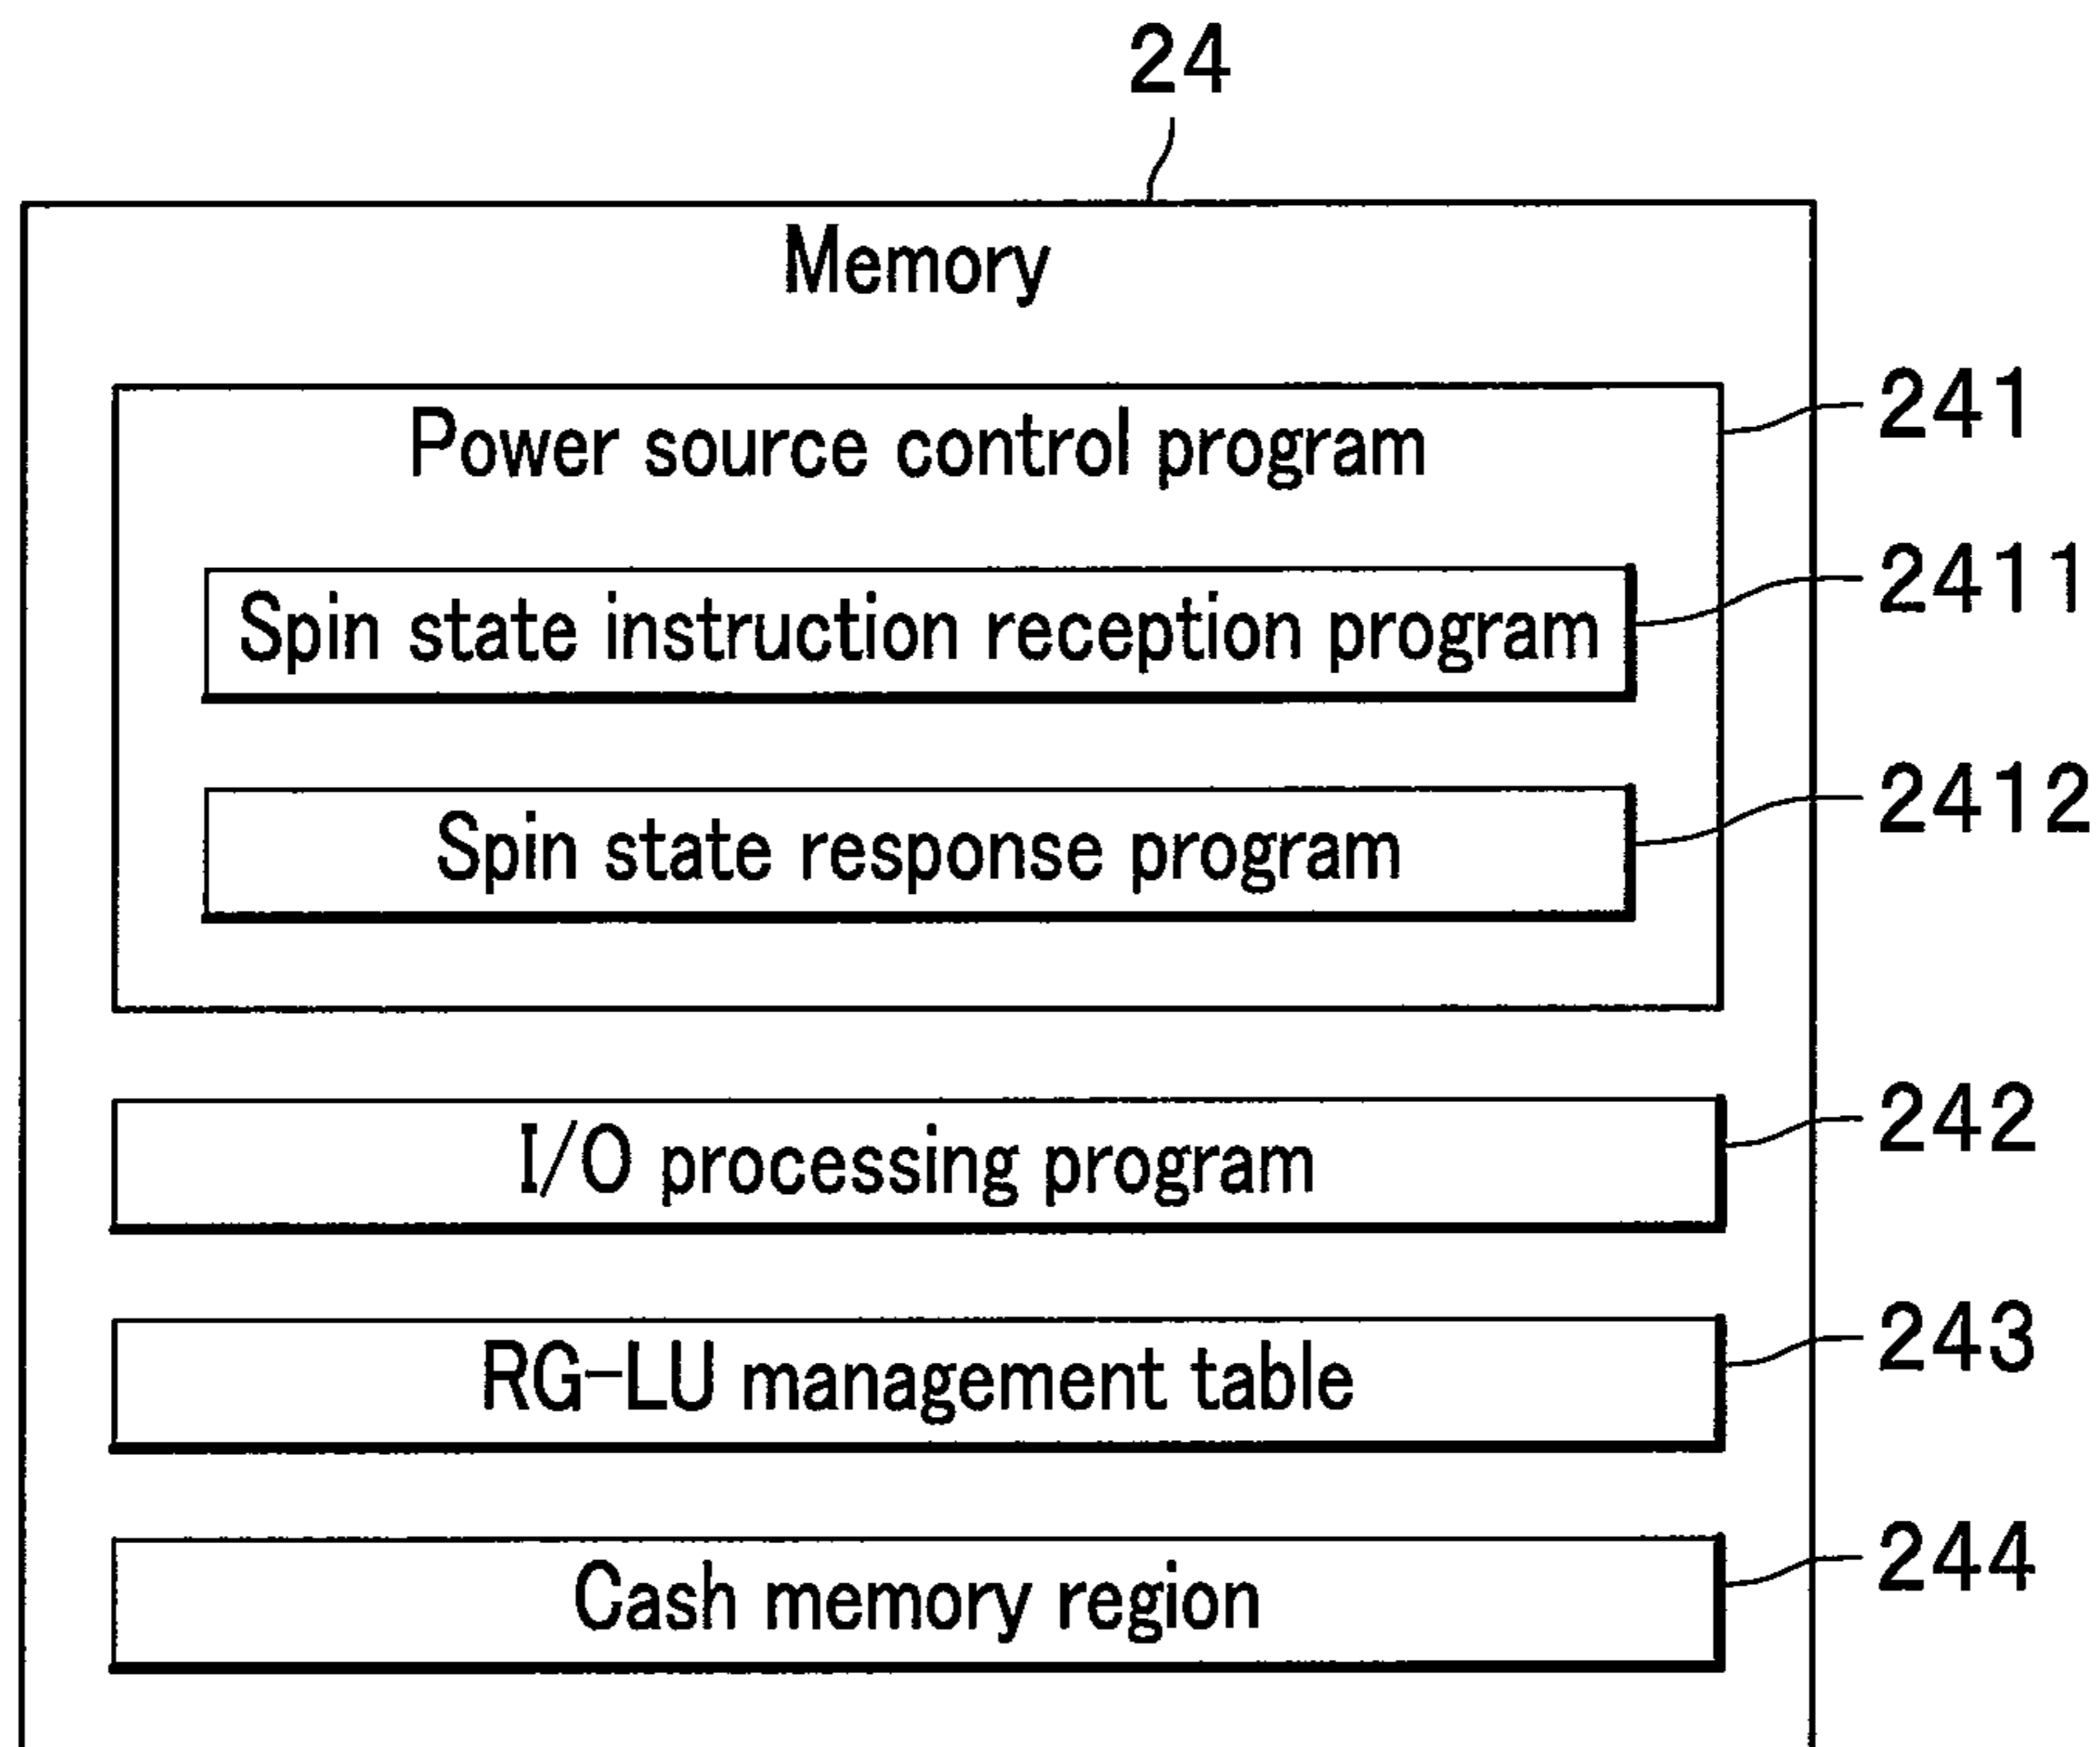 24
Memory
Power source control program
241
Spin state instruction reception program
2411
Spin state response program
2412
I/O processing program
242
RG-LU management table
243
Cash memory region
244